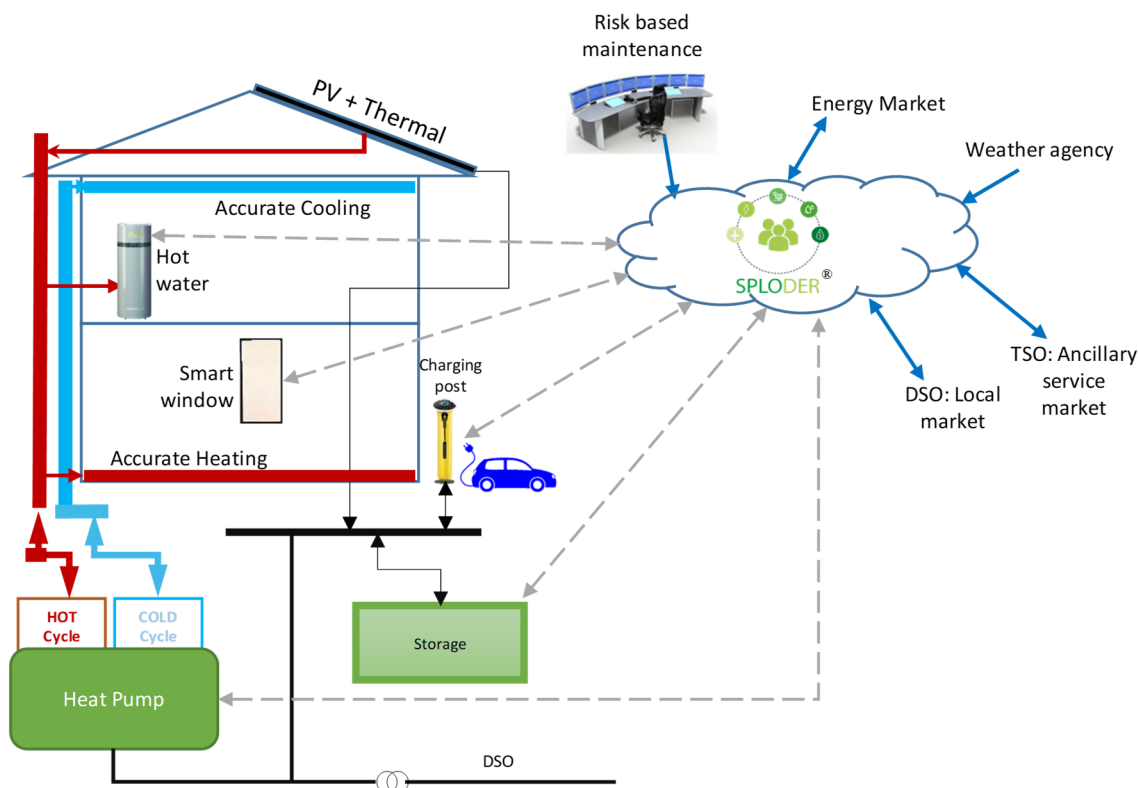 Risk based
maintenance
PV + Thermal
Energy Market
Weather agency
Accurate Cooling
Hot
water
SPLODER®
TSO: Ancillary
service
market
DSO: Local
market
Smart
window
Charging
post
Accurate Heating
HOT
Cycle
COLD
Cycle
Storage
Heat Pump
DSO